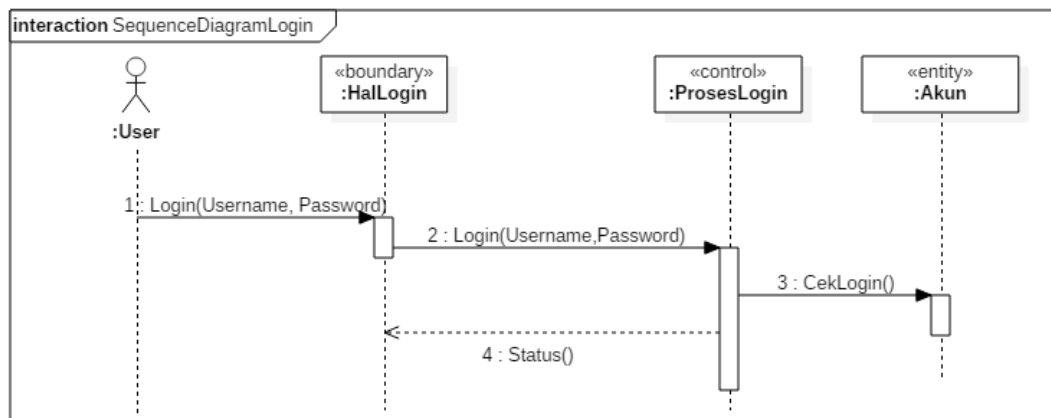 interaction SequenceDiagramLogin
«boundary»
:HalLogin
«control»
:ProsesLogin
«entity»
:Akun
:User
1 : Login(Username, Password)
2 : Login(Username,Password)
3 : CekLogin()
4 : Status()